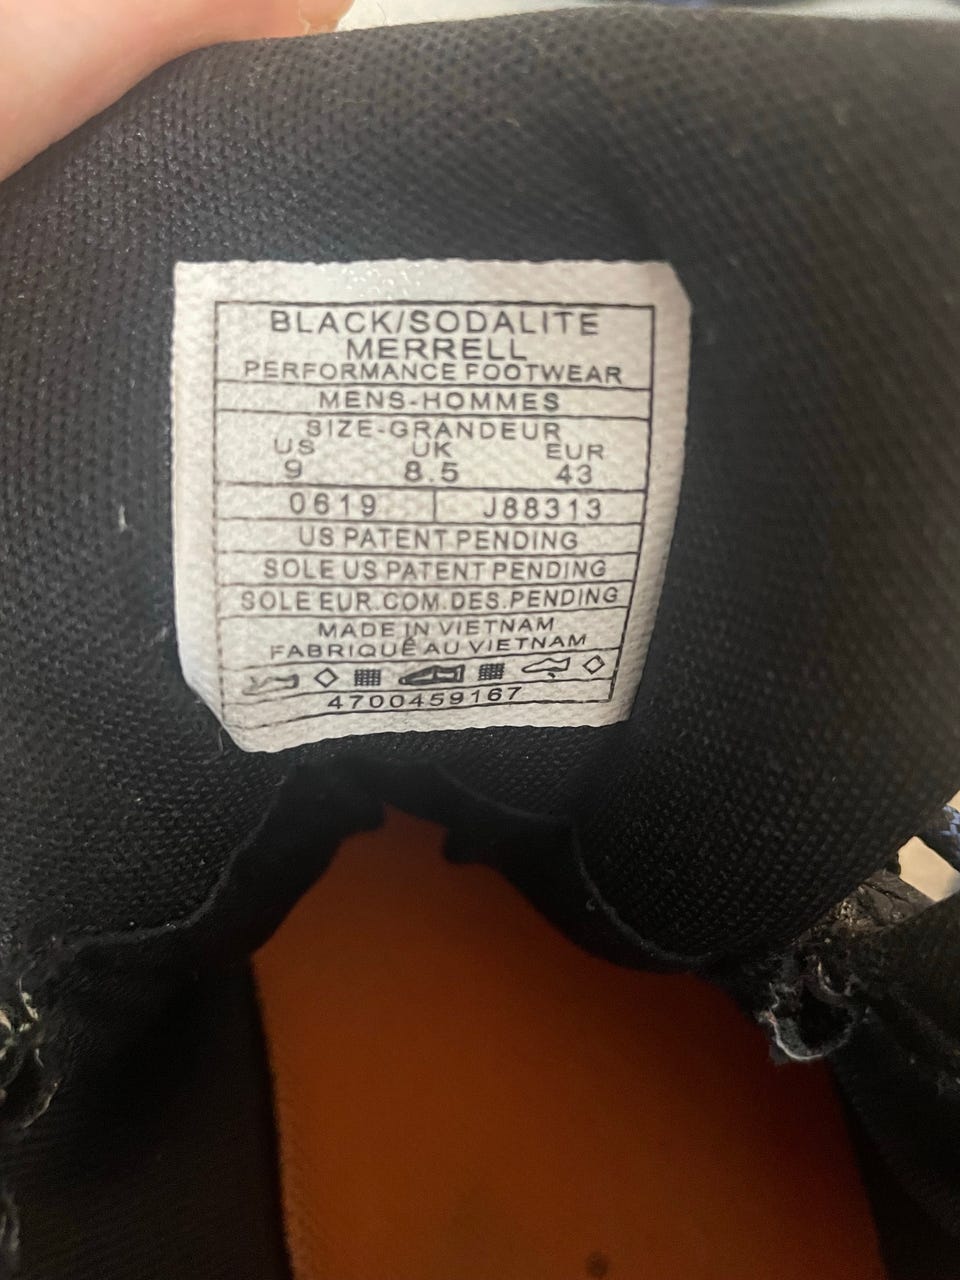 BLACK/SODALITE
MERRELL
PERFORMANCE FOOTWEAR
MENS-HOMMES
SIZE-GRANDEUR
US UK EUR
9 8.5 43
0619 J88313
US PATENT PENDING
SOLE US PATENT PENDING
SOLE EUR.COM.DES.PENDING
MADE IN VIETNAM
FABRIQUÉ AU VIETNAM
4700459167